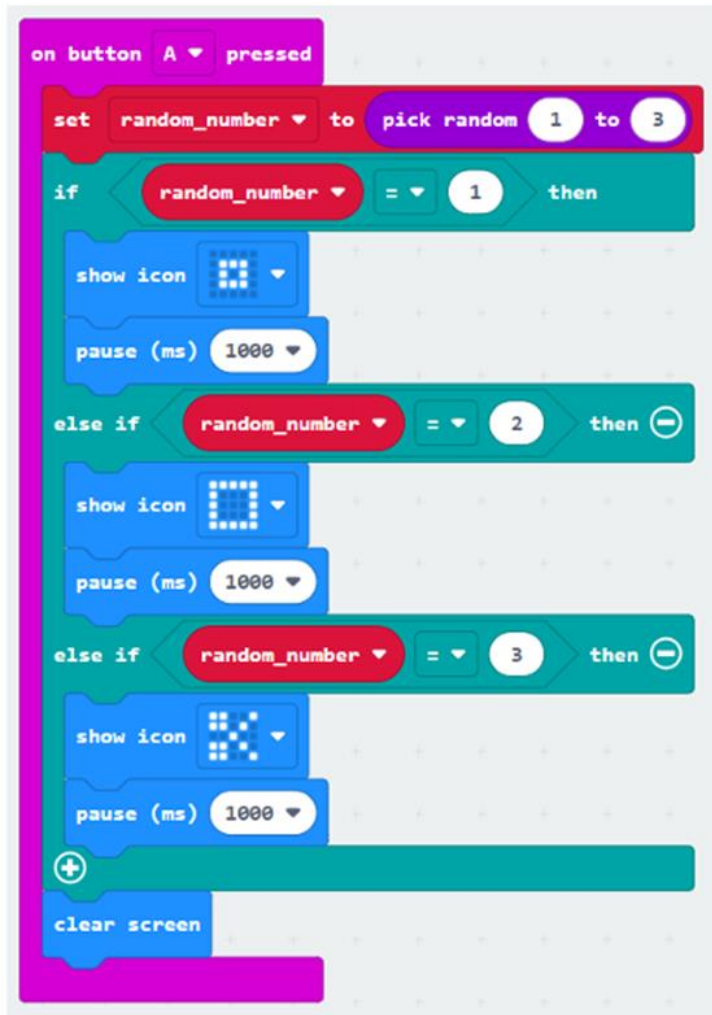 on button A pressed
set random_number to pick random 1 to 3
if random_number = 1 then
show icon
pause (ms) 1000
else if random_number = 2 then
show icon
pause (ms) 1000
else if random_number = 3 then
show icon
pause (ms) 1000
clear screen